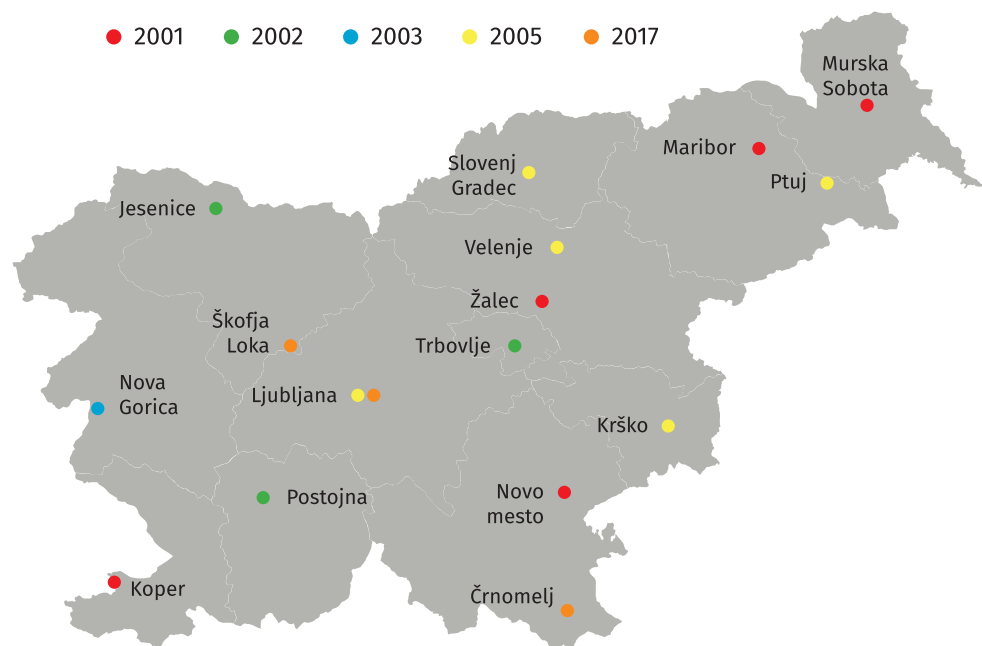 2001
2002
2003
2005
2017
Murska
Sobota
Maribor
Slovenj
Gradec
Ptuj
Jesenice
Velenje
Žalec
Škofja
Loka
Trbovlje
Nova
Gorica
Ljubljana
Krško
Novo
mesto
Postojna
Koper
Črnomelj